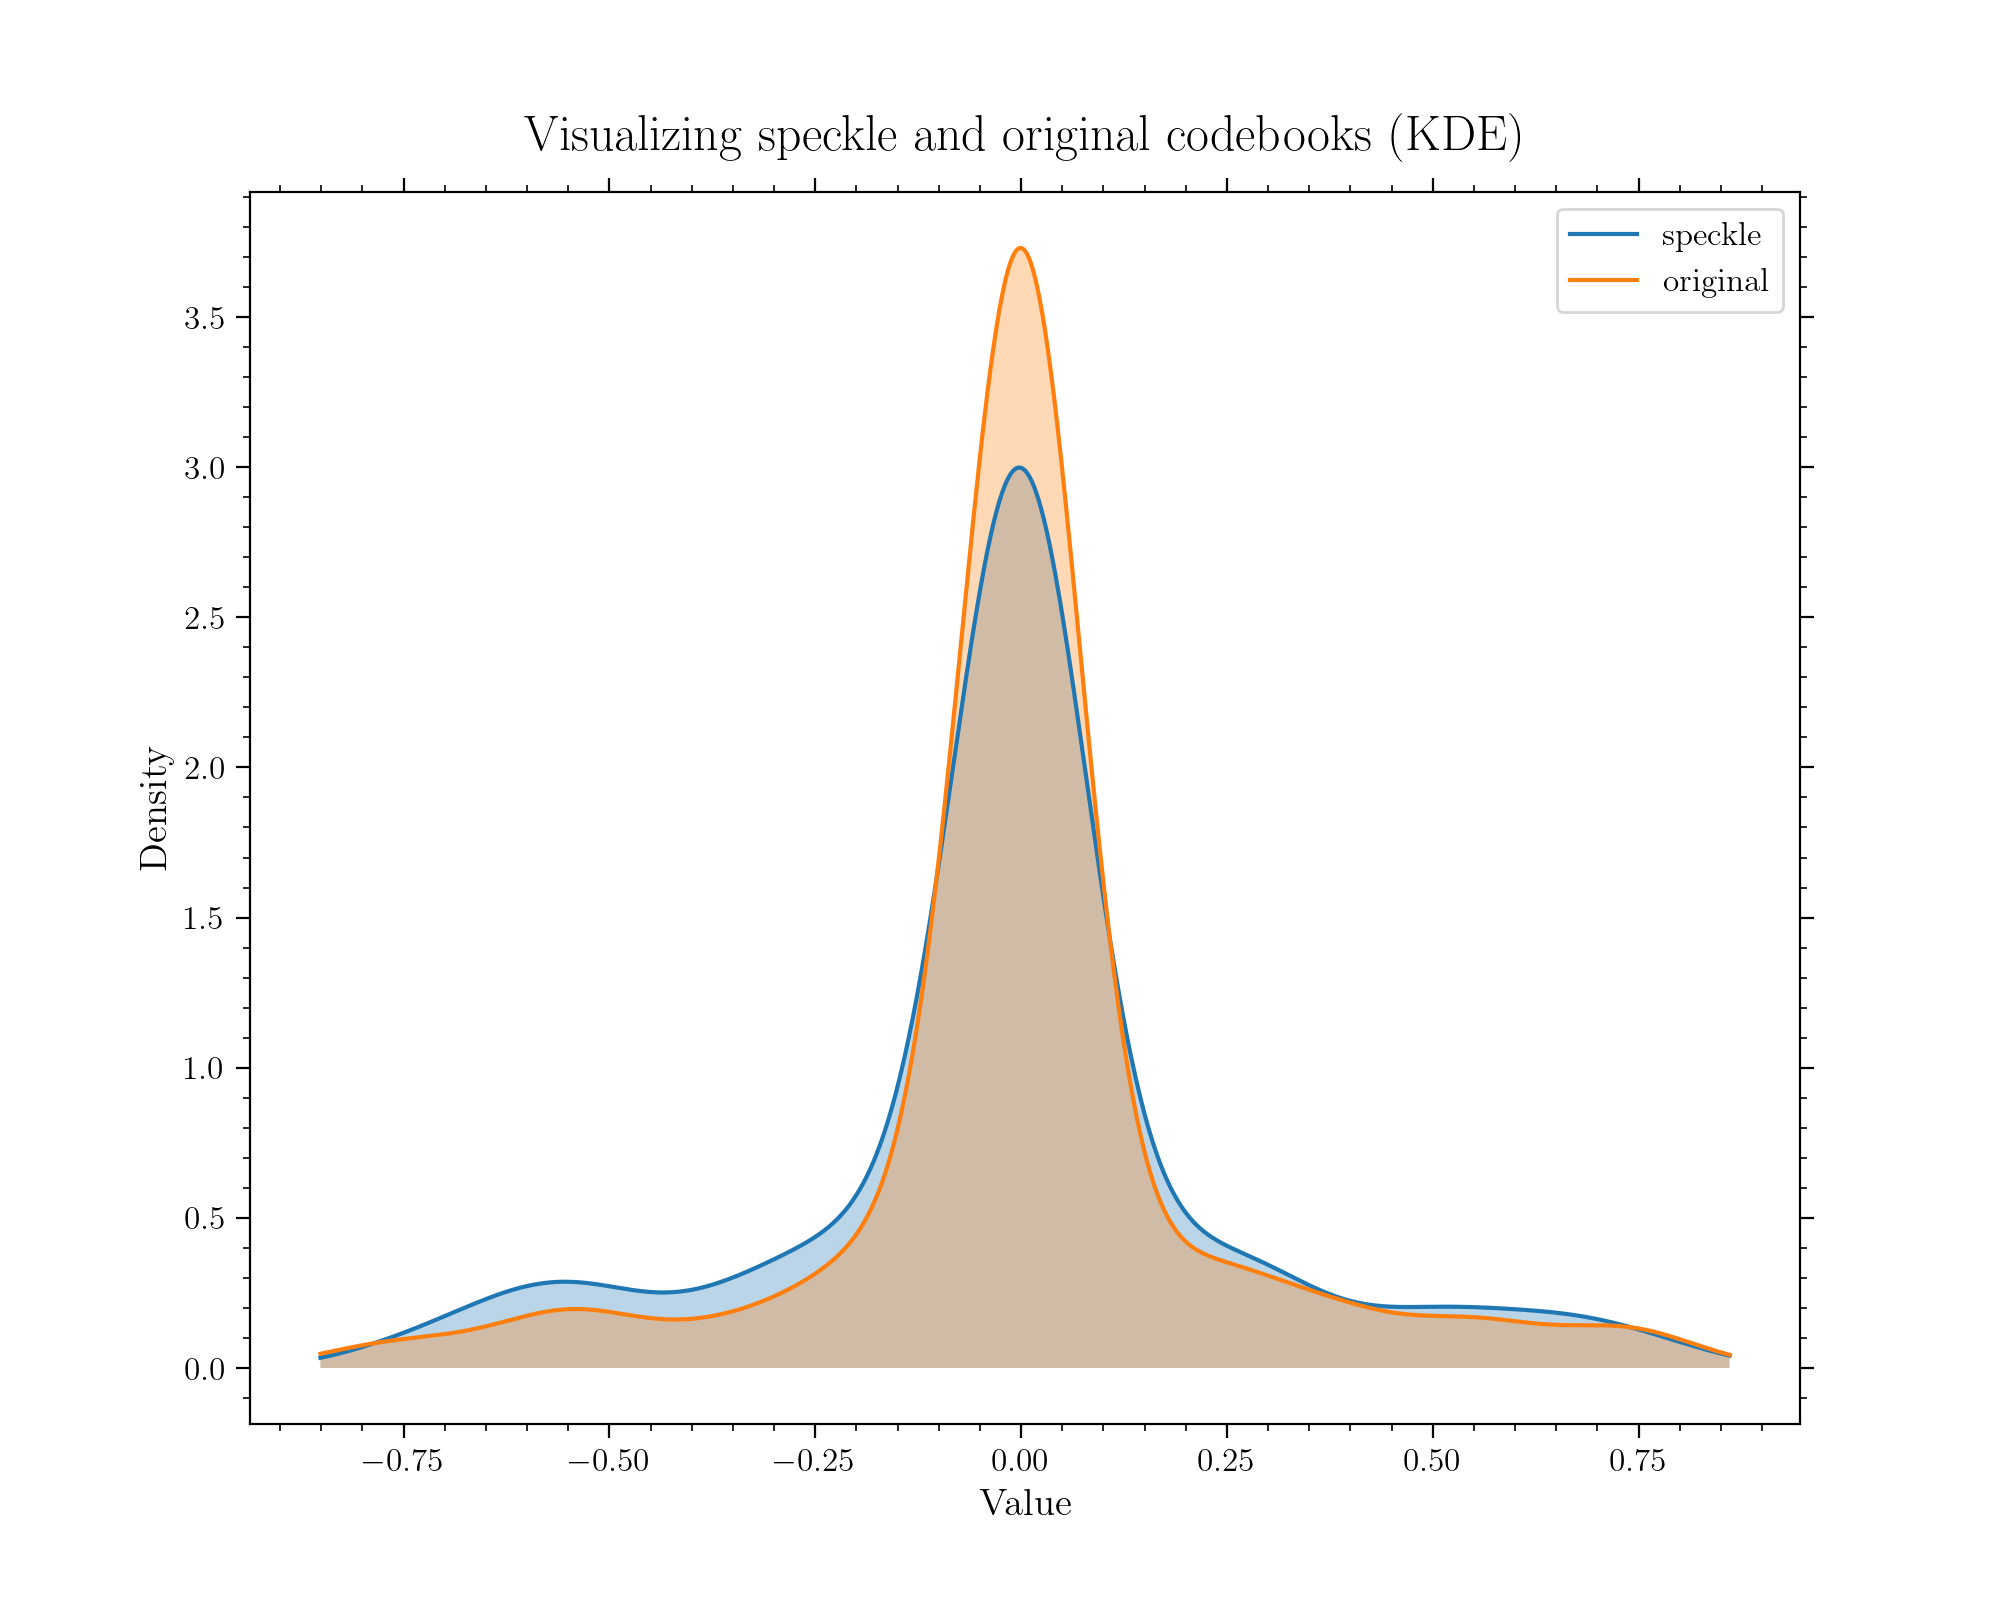 Visualizing speckle and original codebooks (KDE)
speckle
original
3.5
3.0
2.5
2.0
1.5
1.0
0.5
0.0
Density
−0.75 −0.50 −0.25 0.00 0.25 0.50 0.75
Value